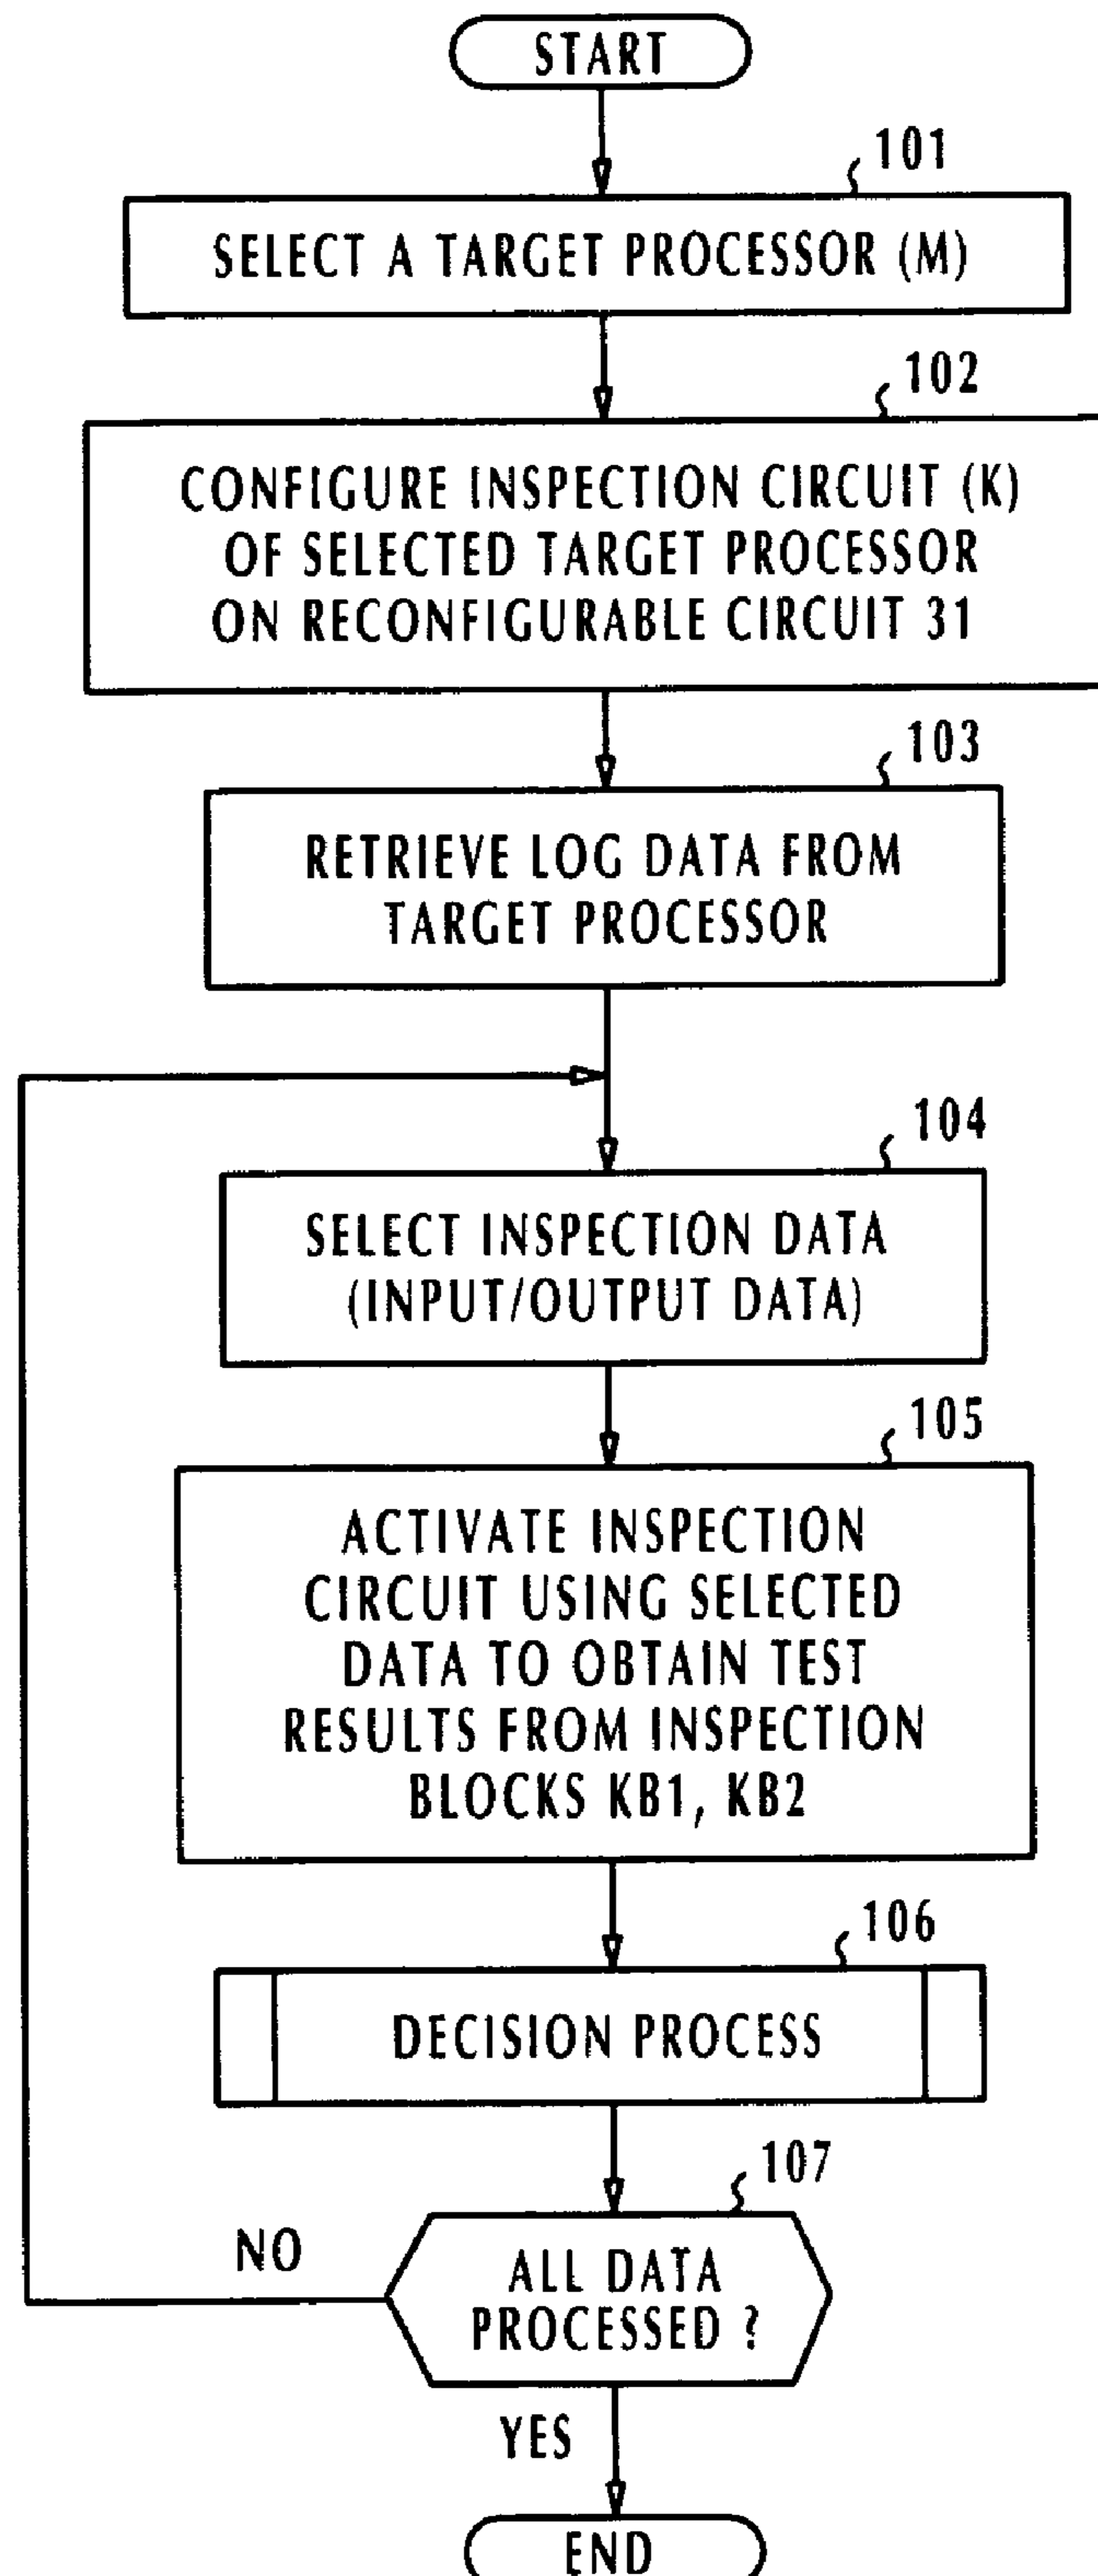 START
101
SELECT A TARGET PROCESSOR (M)
102
CONFIGURE INSPECTION CIRCUIT (K)
OF SELECTED TARGET PROCESSOR
ON RECONFIGURABLE CIRCUIT 31
103
RETRIEVE LOG DATA FROM
TARGET PROCESSOR
104
SELECT INSPECTION DATA
(INPUT/OUTPUT DATA)
105
ACTIVATE INSPECTION
CIRCUIT USING SELECTED
DATA TO OBTAIN TEST
RESULTS FROM INSPECTION
BLOCKS KB1, KB2
106
DECISION PROCESS
107
NO
ALL DATA
PROCESSED ?
YES
END